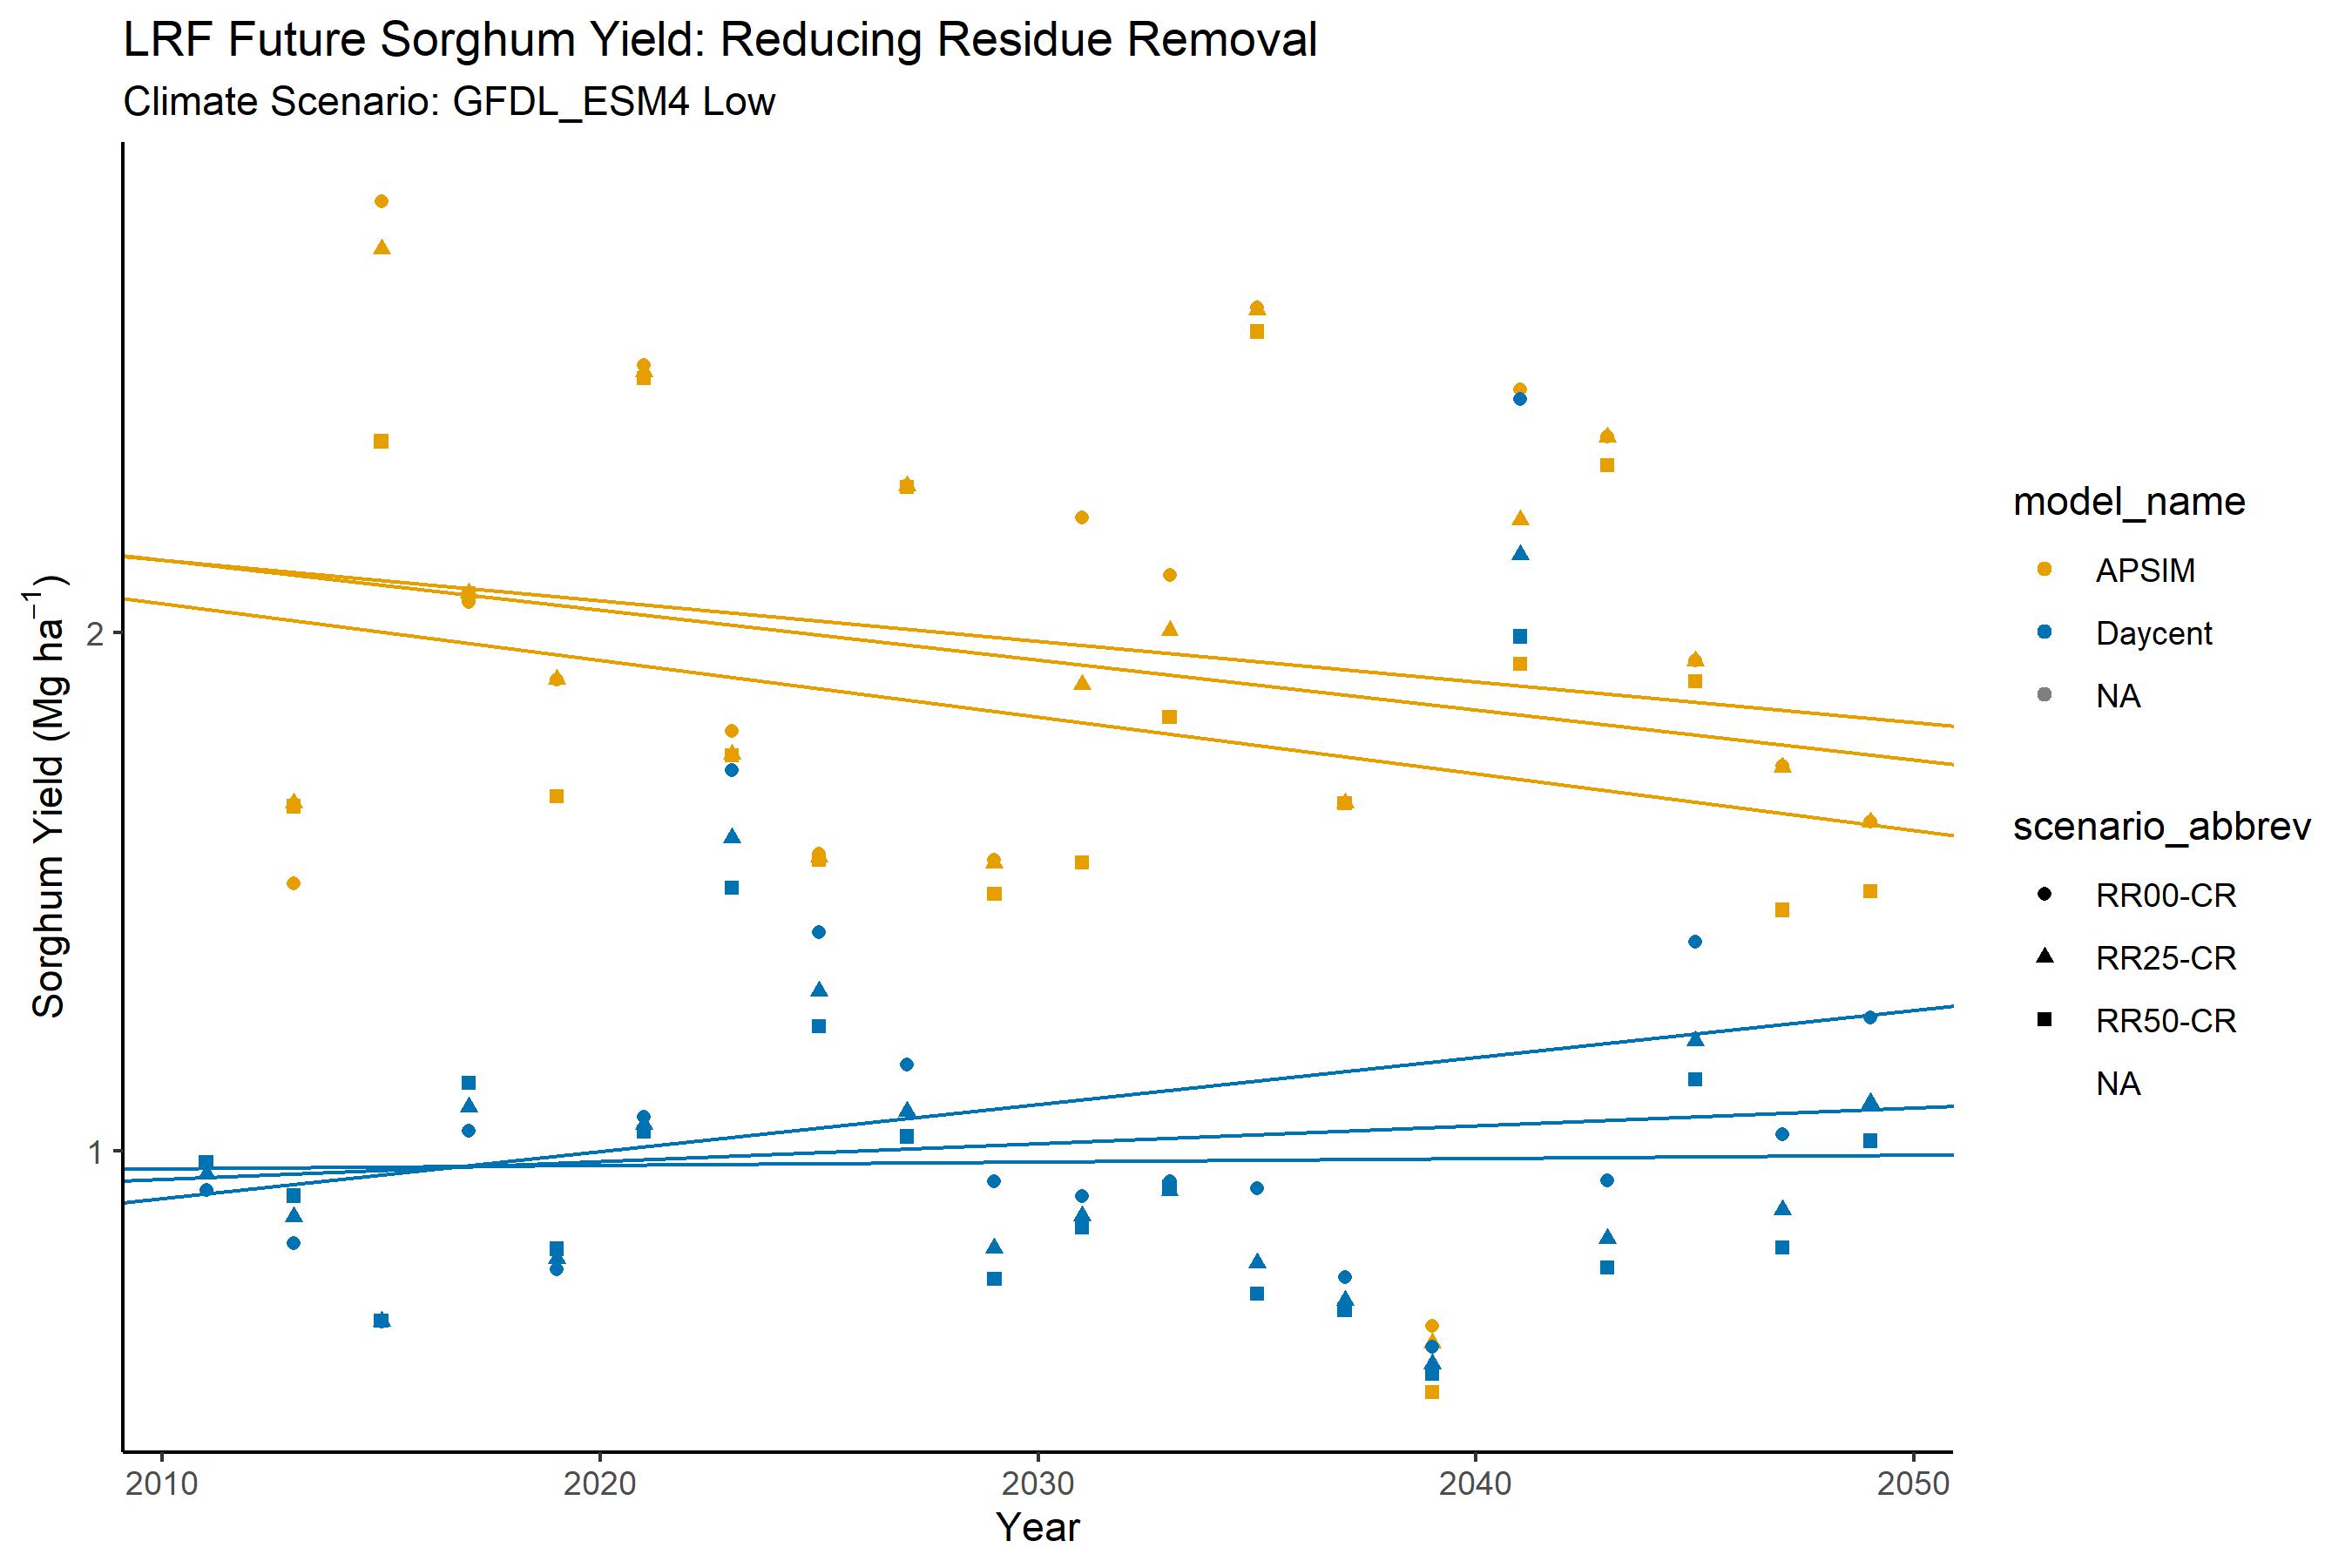 LRF Future Sorghum Yield: Reducing Residue Removal
Climate Scenario: GFDL_ESM4 Low
Sorghum Yield (Mg ha⁻¹)
2
1
2010
2020
2030
2040
2050
Year
model_name
APSIM
Daycent
NA
scenario_abbrev
RR00-CR
RR25-CR
RR50-CR
NA